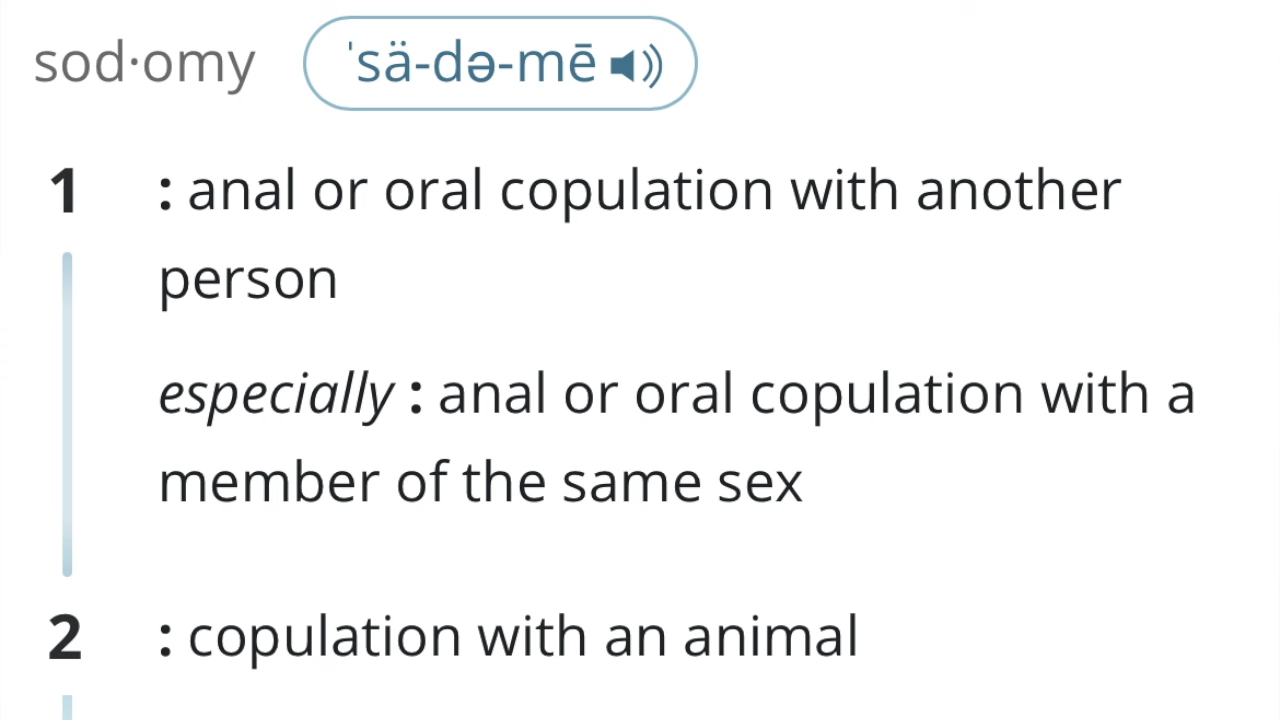 sod·omy ˈsä-də-mē
1 : anal or oral copulation with another
person
especially : anal or oral copulation with a
member of the same sex
2 : copulation with an animal